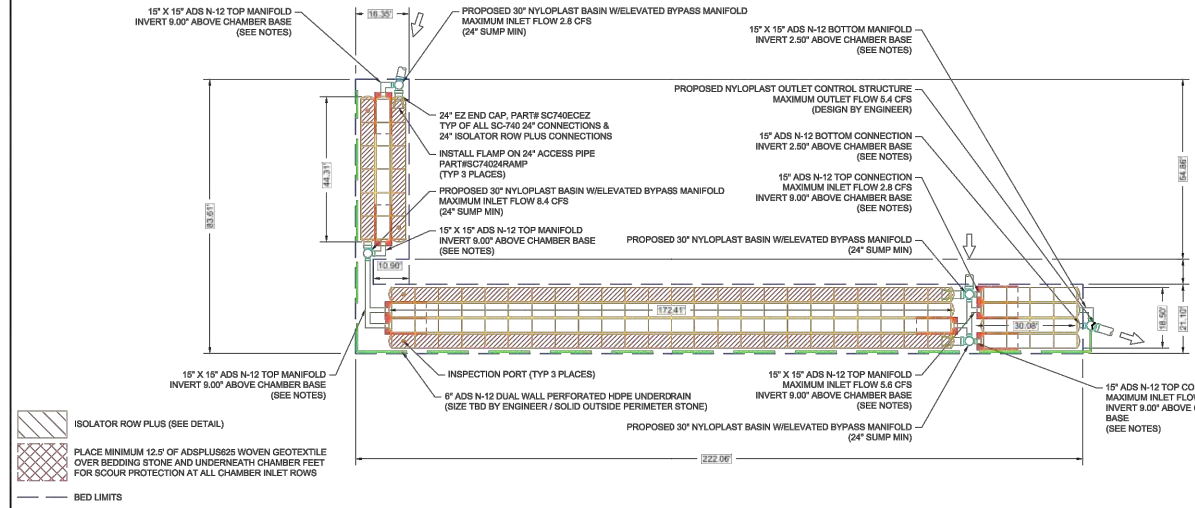 15" X 15" ADS N-12 TOP MANIFOLD
INVERT 9.00" ABOVE CHAMBER BASE
(SEE NOTES)
16.35'
PROPOSED 30" NYLOPLAST BASIN W/ELEVATED BYPASS MANIFOLD
MAXIMUM INLET FLOW 2.8 CFS
(24" SUMP MIN)
15" X 15" ADS N-12 BOTTOM MANIFOLD
INVERT 2.50" ABOVE CHAMBER BASE
(SEE NOTES)
PROPOSED NYLOPLAST OUTLET CONTROL STRUCTURE
MAXIMUM OUTLET FLOW 5.4 CFS
(DESIGN BY ENGINEER)
24" EZ END CAP, PART# SC740ECEZ
TYP OF ALL SC-740 24" CONNECTIONS &
24" ISOLATOR ROW PLUS CONNECTIONS
15" ADS N-12 BOTTOM CONNECTION
INVERT 2.50" ABOVE CHAMBER BASE
(SEE NOTES)
INSTALL FLAMP ON 24" ACCESS PIPE
PART#SC74024RAMP
(TYP 3 PLACES)
44.31'
54.86'
83.61'
15" ADS N-12 TOP CONNECTION
MAXIMUM INLET FLOW 2.8 CFS
INVERT 9.00" ABOVE CHAMBER BASE
(SEE NOTES)
PROPOSED 30" NYLOPLAST BASIN W/ELEVATED BYPASS MANIFOLD
MAXIMUM INLET FLOW 8.4 CFS
(24" SUMP MIN)
15" X 15" ADS N-12 TOP MANIFOLD
INVERT 9.00" ABOVE CHAMBER BASE
(SEE NOTES)
PROPOSED 30" NYLOPLAST BASIN W/ELEVATED BYPASS MANIFOLD
(24" SUMP MIN)
10.90'
172.41'
30.08'
18.50'
21.10'
15" X 15" ADS N-12 TOP MANIFOLD
INVERT 9.00" ABOVE CHAMBER BASE
(SEE NOTES)
INSPECTION PORT (TYP 3 PLACES)
6" ADS N-12 DUAL WALL PERFORATED HDPE UNDERDRAIN
(SIZE TBD BY ENGINEER / SOLID OUTSIDE PERIMETER STONE)
15" X 15" ADS N-12 TOP MANIFOLD
MAXIMUM INLET FLOW 5.6 CFS
INVERT 9.00" ABOVE CHAMBER BASE
(SEE NOTES)
PROPOSED 30" NYLOPLAST BASIN W/ELEVATED BYPASS MANIFOLD
(24" SUMP MIN)
15" ADS N-12 TOP CO
MAXIMUM INLET FLO
INVERT 9.00" ABOVE
BASE
(SEE NOTES)
222.06'
ISOLATOR ROW PLUS (SEE DETAIL)
PLACE MINIMUM 12.5' OF ADSPLUS625 WOVEN GEOTEXTILE
OVER BEDDING STONE AND UNDERNEATH CHAMBER FEET
FOR SCOUR PROTECTION AT ALL CHAMBER INLET ROWS
BED LIMITS